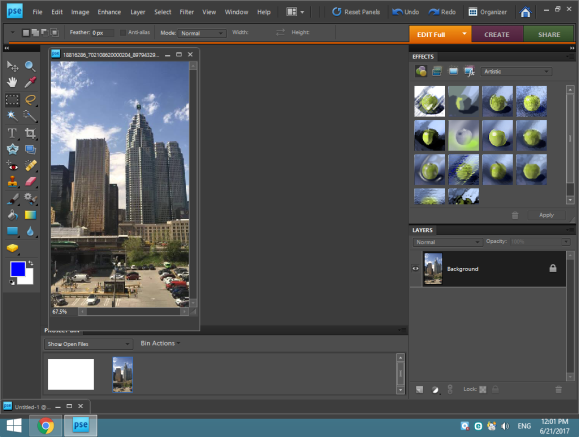 pse File Edit Image Enhance Layer Select Filter View Window Help Reset Panels Undo Redo Organizer
Feather: 0 px Anti-alias Mode: Normal Width: Height: EDIT Full CREATE SHARE
EFFECTS
Artistic
Apply
67.5%
LAYERS
Normal Opacity: 100%
Background
Lock:
Show Open Files Bin Actions
Untitled-1 @...
pse
ENG
12:01 PM
6/21/2017